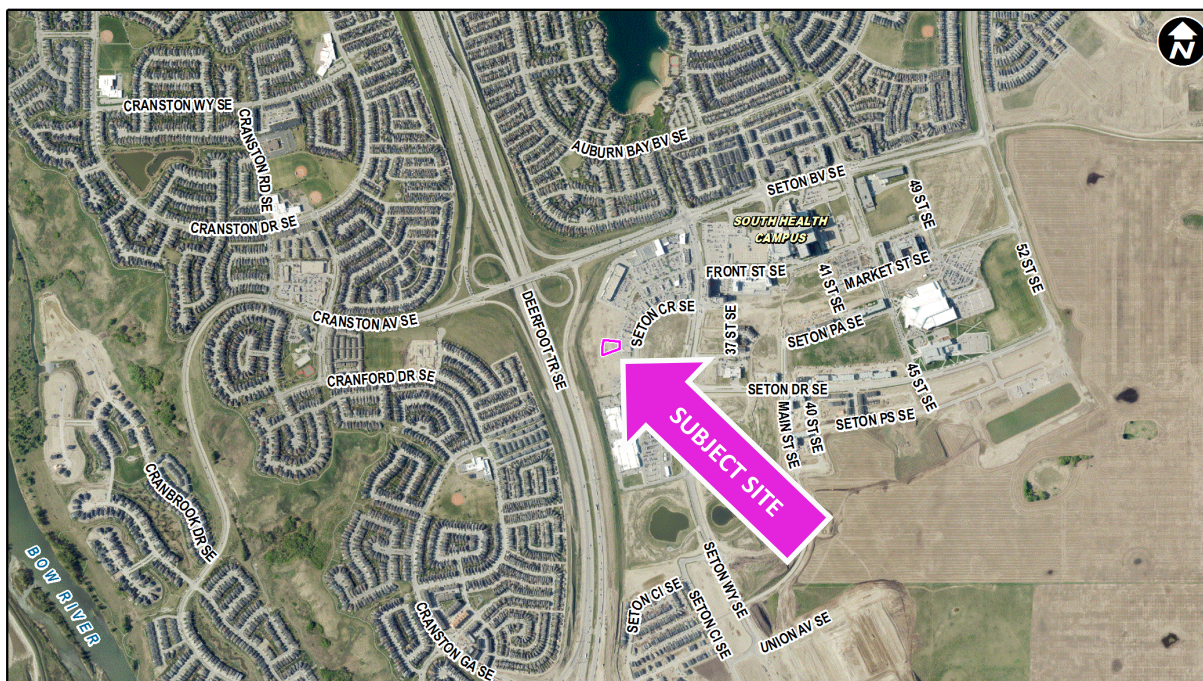 N
CRANSTON WY SE
CRANSTON RD SE
CRANSTON DR SE
AUBURN BAY BV SE
SETON BV SE
SOUTH HEALTH
CAMPUS
49 ST SE
FRONT ST SE
41 ST SE
MARKET ST SE
52 ST SE
CRANSTON AV SE
DEERFOOT TR SE
SETON CR SE
37 ST SE
SETON PA SE
CRANFORD DR SE
SETON DR SE
45 ST SE
MAIN ST SE
40 ST SE
SETON PS SE
SUBJECT SITE
CRANBROOK DR SE
BOW RIVER
SETON WY SE
SETON CI SE
SETON CI SE
UNION AV SE
CRANSTON GA SE